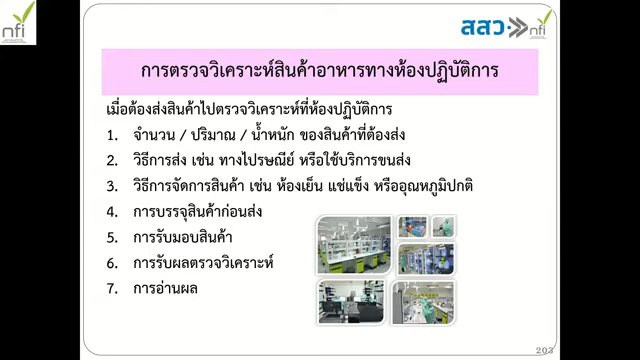 nfi
สสว
nfi
การตรวจวิเคราะห์สินค้าอาหารทางห้องปฏิบัติการ
เมื่อต้องส่งสินค้าไปตรวจวิเคราะห์ที่ห้องปฏิบัติการ
1. จำนวน / ปริมาณ / น้ำหนัก ของสินค้าที่ต้องส่ง
2. วิธีการส่ง เช่น ทางไปรษณีย์ หรือใช้บริการขนส่ง
3. วิธีการจัดการสินค้า เช่น ห้องเย็น แช่แข็ง หรืออุณหภูมิปกติ
4. การบรรจุสินค้าก่อนส่ง
5. การรับมอบสินค้า
6. การรับผลตรวจวิเคราะห์
7. การอ่านผล
203